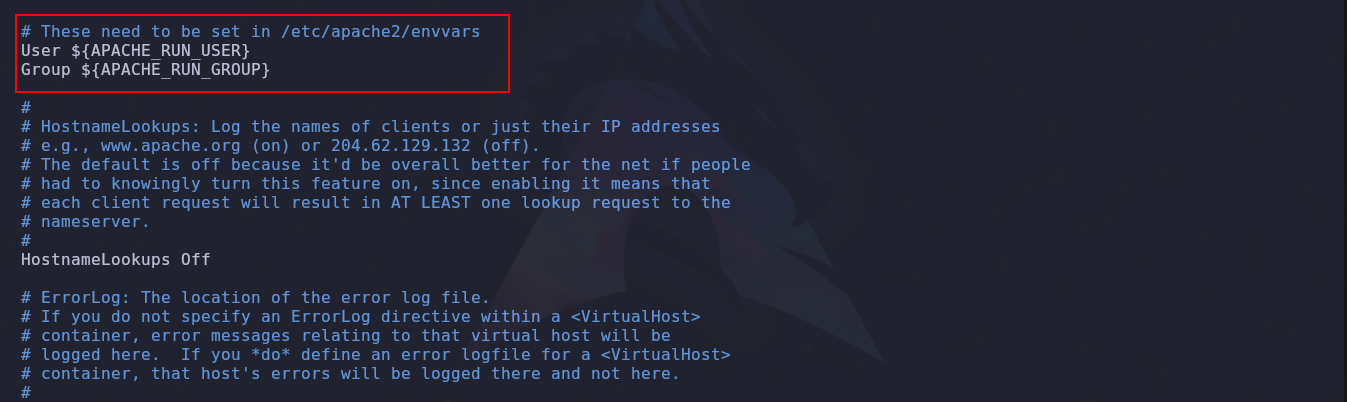 # These need to be set in /etc/apache2/envvars
User ${APACHE_RUN_USER}
Group ${APACHE_RUN_GROUP}
#
# HostnameLookups: Log the names of clients or just their IP addresses
# e.g., www.apache.org (on) or 204.62.129.132 (off).
# The default is off because it'd be overall better for the net if people
# had to knowingly turn this feature on, since enabling it means that
# each client request will result in AT LEAST one lookup request to the
# nameserver.
#
HostnameLookups Off
# ErrorLog: The location of the error log file.
# If you do not specify an ErrorLog directive within a <VirtualHost>
# container, error messages relating to that virtual host will be
# logged here.  If you *do* define an error logfile for a <VirtualHost>
# container, that host's errors will be logged there and not here.
#